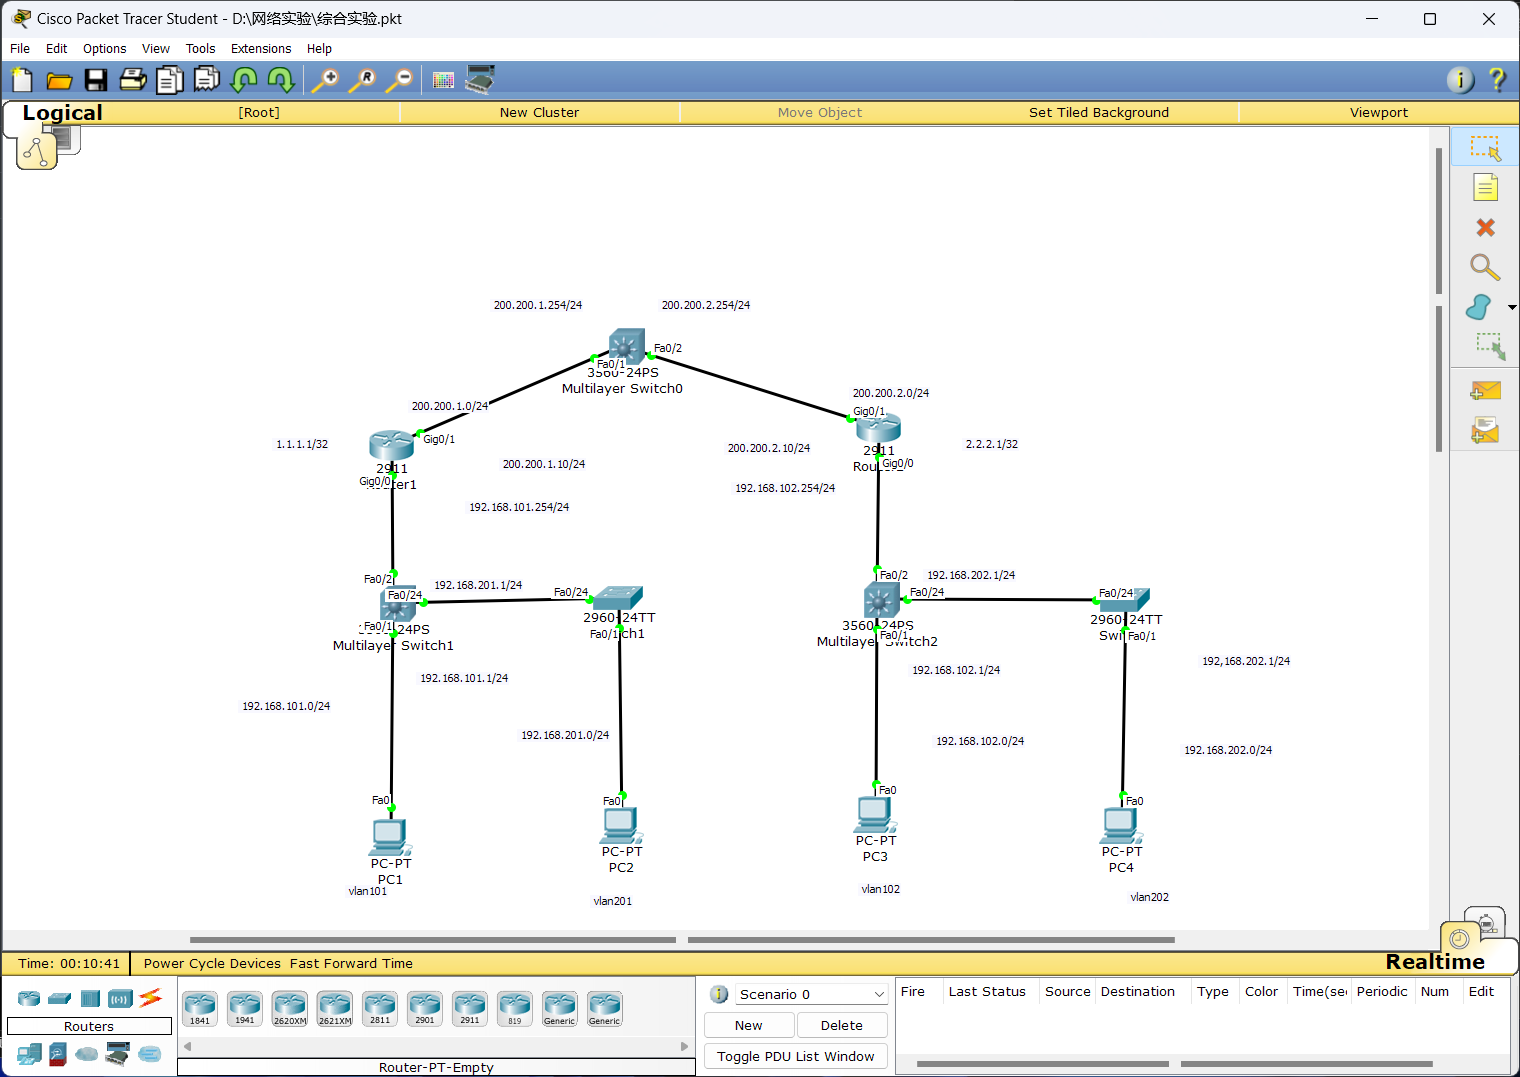 Cisco Packet Tracer Student - D:\网络实验\综合实验.pkt
File Edit Options View Tools Extensions Help
Logical [Root] New Cluster Move Object Set Tiled Background Viewport
200.200.1.254/24 200.200.2.254/24
Fa0/2
Fa0/1
3560-24PS
Multilayer Switch0
200.200.2.0/24
200.200.1.0/24
Gig0/1
Gig0/1
1.1.1.1/32
200.200.2.10/24
2911
2.2.2.1/32
200.200.1.10/24
Gig0/0
2911
Gig0/0
192.168.102.254/24
192.168.101.254/24
Fa0/2
192.168.201.1/24
Fa0/24
Fa0/24
Fa0/2
192.168.202.1/24
Fa0/24
Fa0/24
Fa0/1
Multilayer Switch1
2960-24TT
Fa0/1
3560-24PS
Fa0/1
Multilayer Switch2
2960-24TT
Fa0/1
192.168.101.1/24
192.168.102.1/24
192,168.202.1/24
192.168.101.0/24
192.168.201.0/24
192.168.102.0/24
192.168.202.0/24
Fa0
Fa0
Fa0
Fa0
PC-PT
PC1
vlan101
PC-PT
PC2
vlan201
PC-PT
PC3
vlan102
PC-PT
PC4
vlan202
Time: 00:10:41 Power Cycle Devices Fast Forward Time
Realtime
Routers
1841 1941 2620XM 2621XM 2811 2901 2911 819 Generic Generic
Router-PT-Empty
Scenario 0
New Delete
Toggle PDU List Window
Fire Last Status Source Destination Type Color Time(se Periodic Num Edit